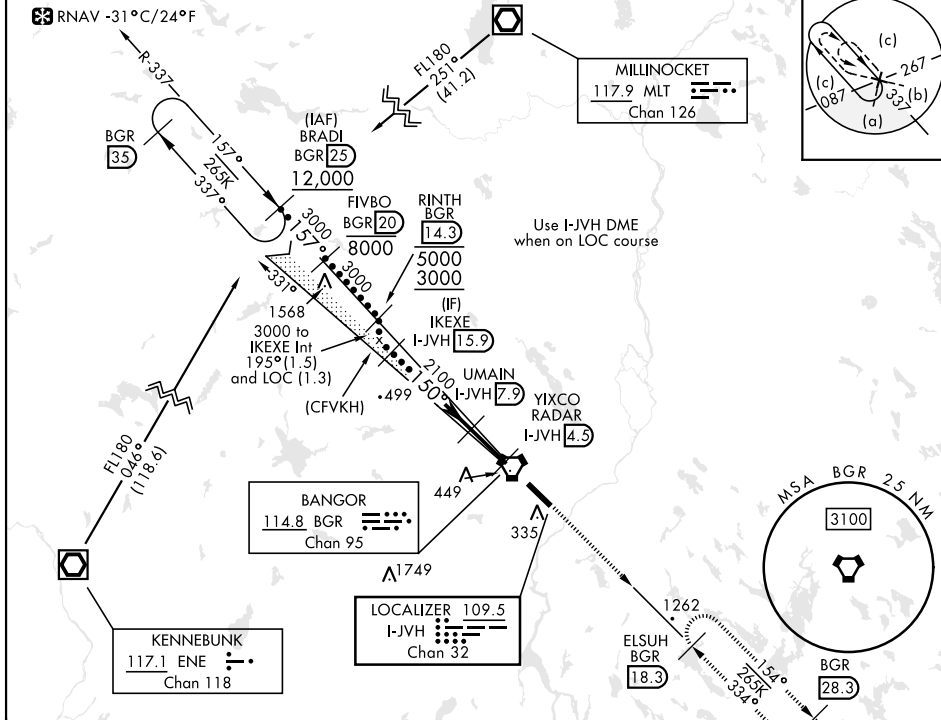 RNAV -31°C/24°F
R-337
FL180
251°
(41.2)
MILLINOCKET
117.9 MLT
Chan 126
(c)
(c)
267
087
337
(b)
(a)
BGR
35
157°
265K
337°
(IAF)
BRADI
BGR 25
12,000
FIVBO
BGR 20
8000
RINTH
BGR
14.3
5000
3000
Use I-JVH DME
when on LOC course
3000
157°
3000
331°
1568
3000 to
IKEXE Int
195° (1.5)
and LOC (1.3)
(IF)
IKEXE
I-JVH 15.9
(CFVKH)
.499
150°
2100
UMAIN
I-JVH 7.9
YIXCO
RADAR
I-JVH 4.5
FL180
046°
(118.6)
449
335
BANGOR
114.8 BGR
Chan 95
1749
LOCALIZER 109.5
I-JVH
Chan 32
MSA BGR 25 NM
3100
KENNEBUNK
117.1 ENE
Chan 118
1262
ELSUH
BGR
18.3
154°
265K
334°
BGR
28.3